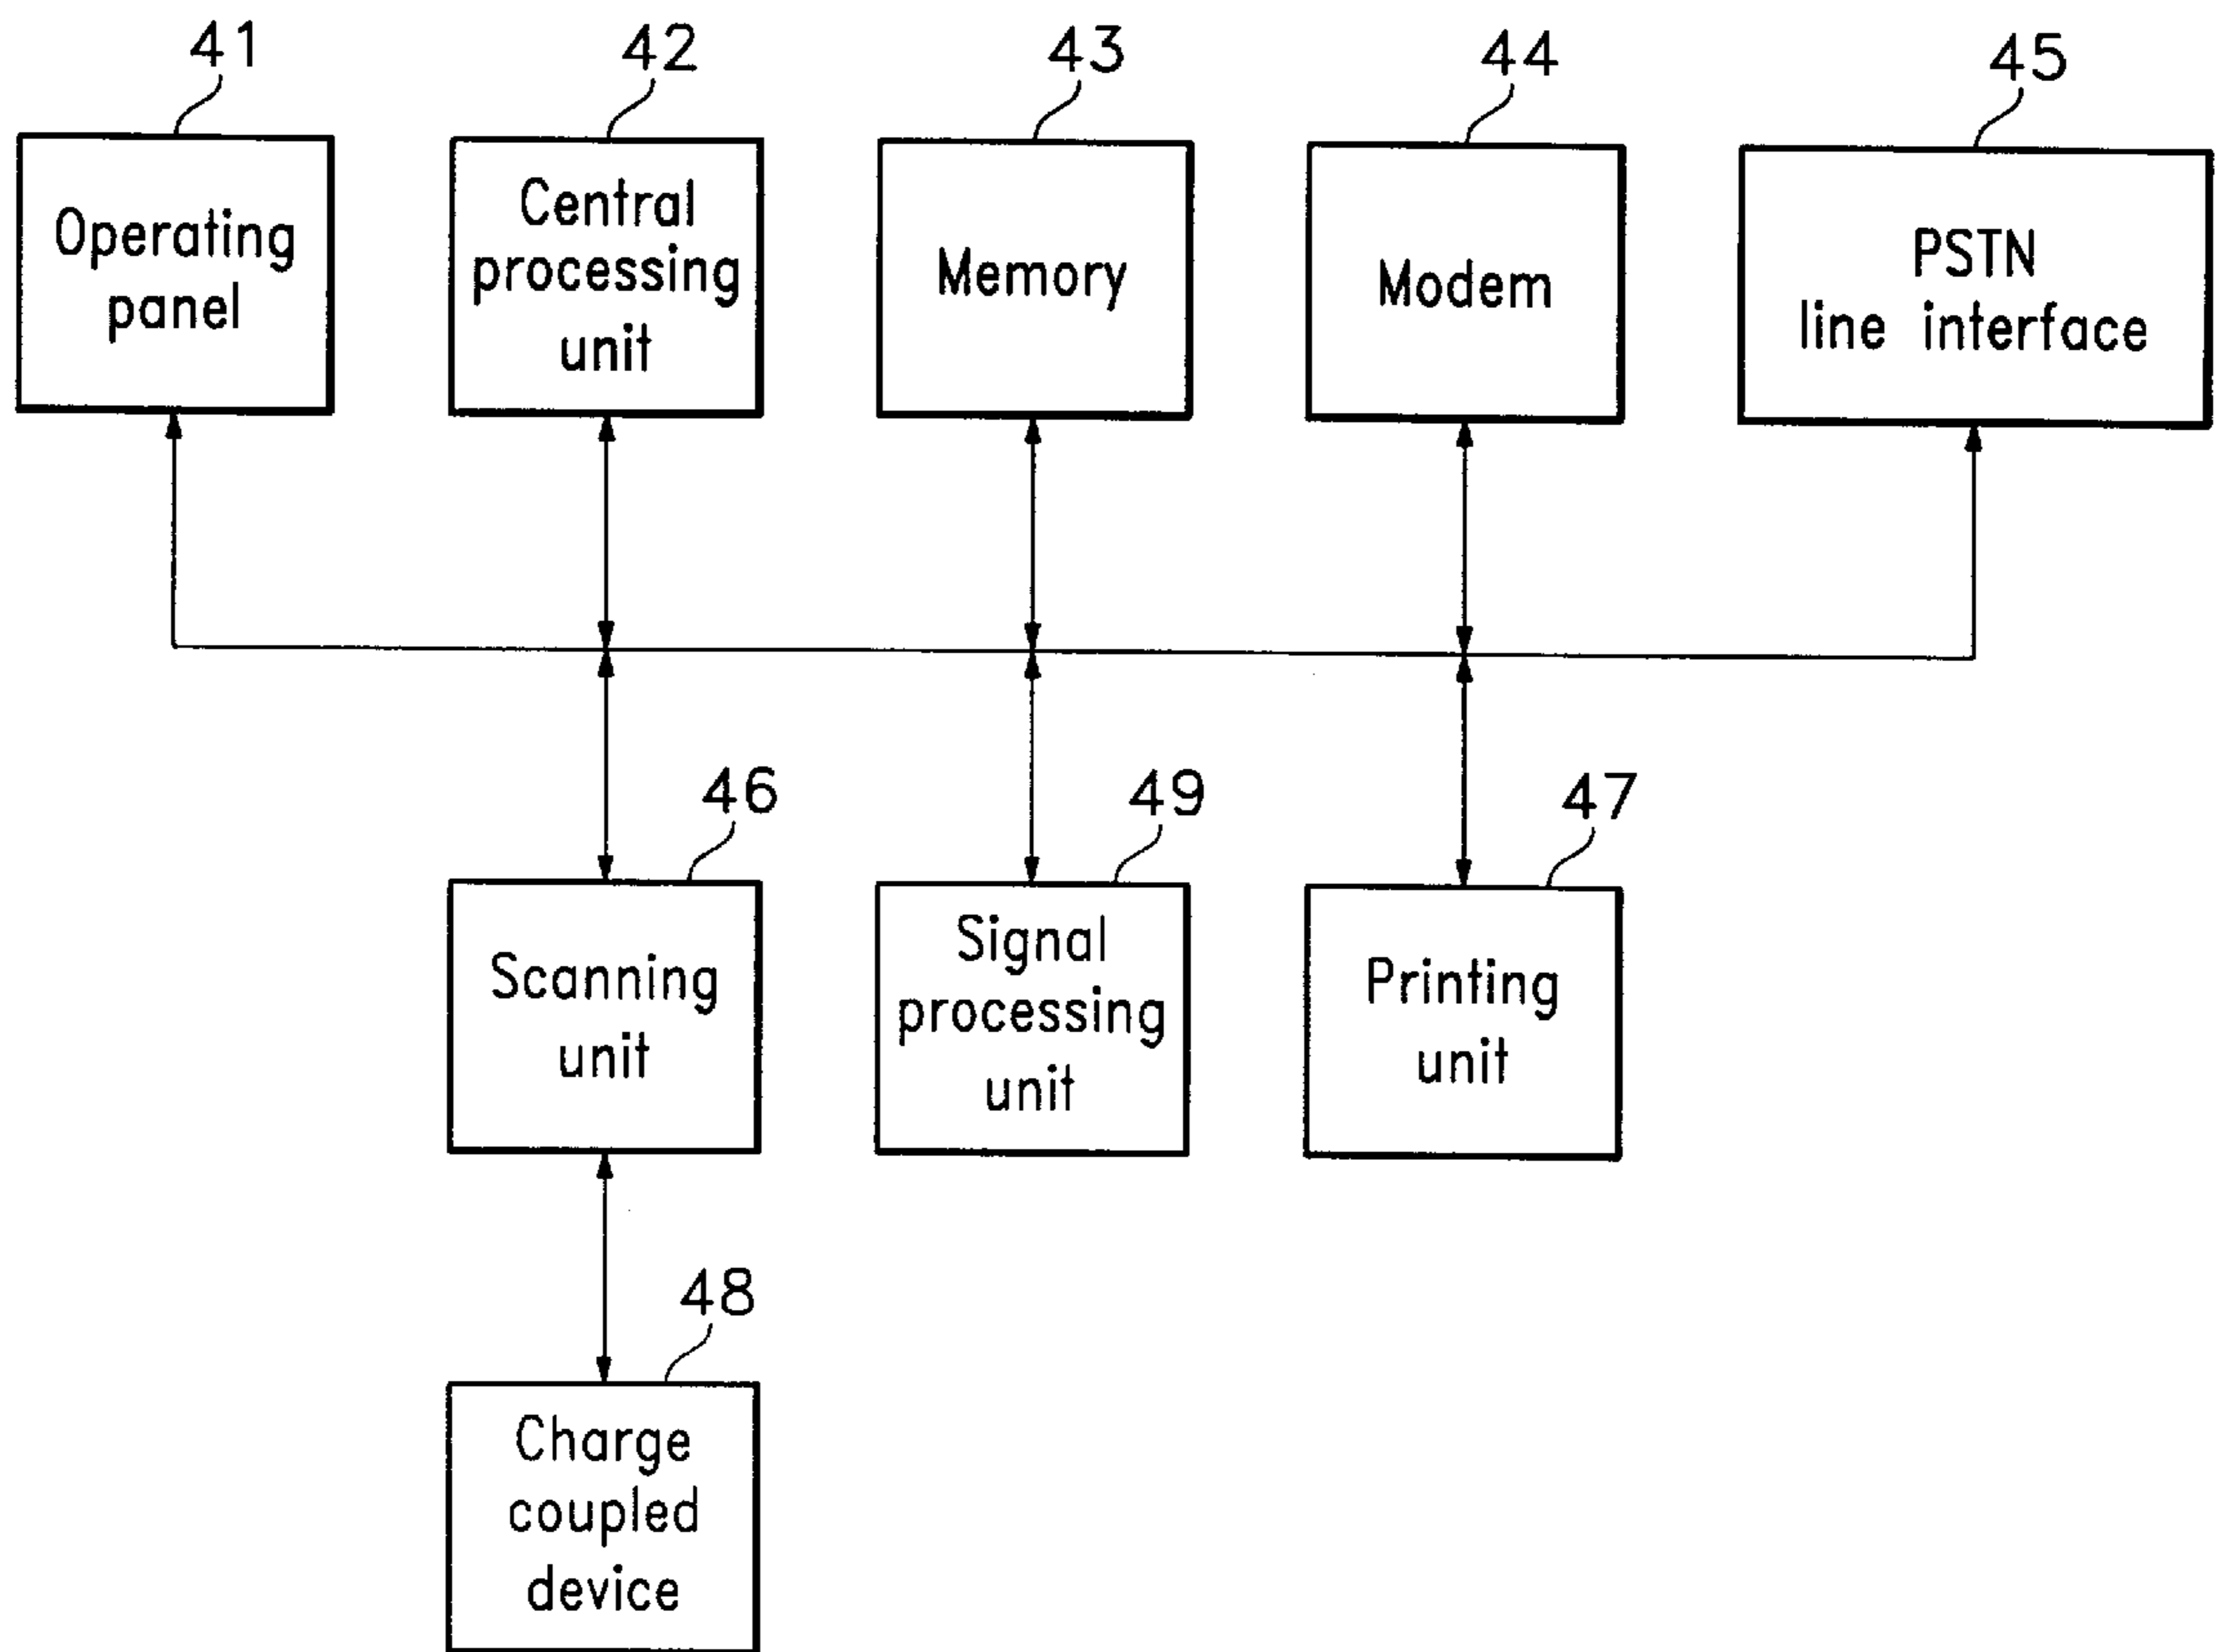 41
42
43
44
45
Operating
panel
Central
processing
unit
Memory
Modem
PSTN
line interface
46
49
47
Scanning
unit
Signal
processing
unit
Printing
unit
48
Charge
coupled
device